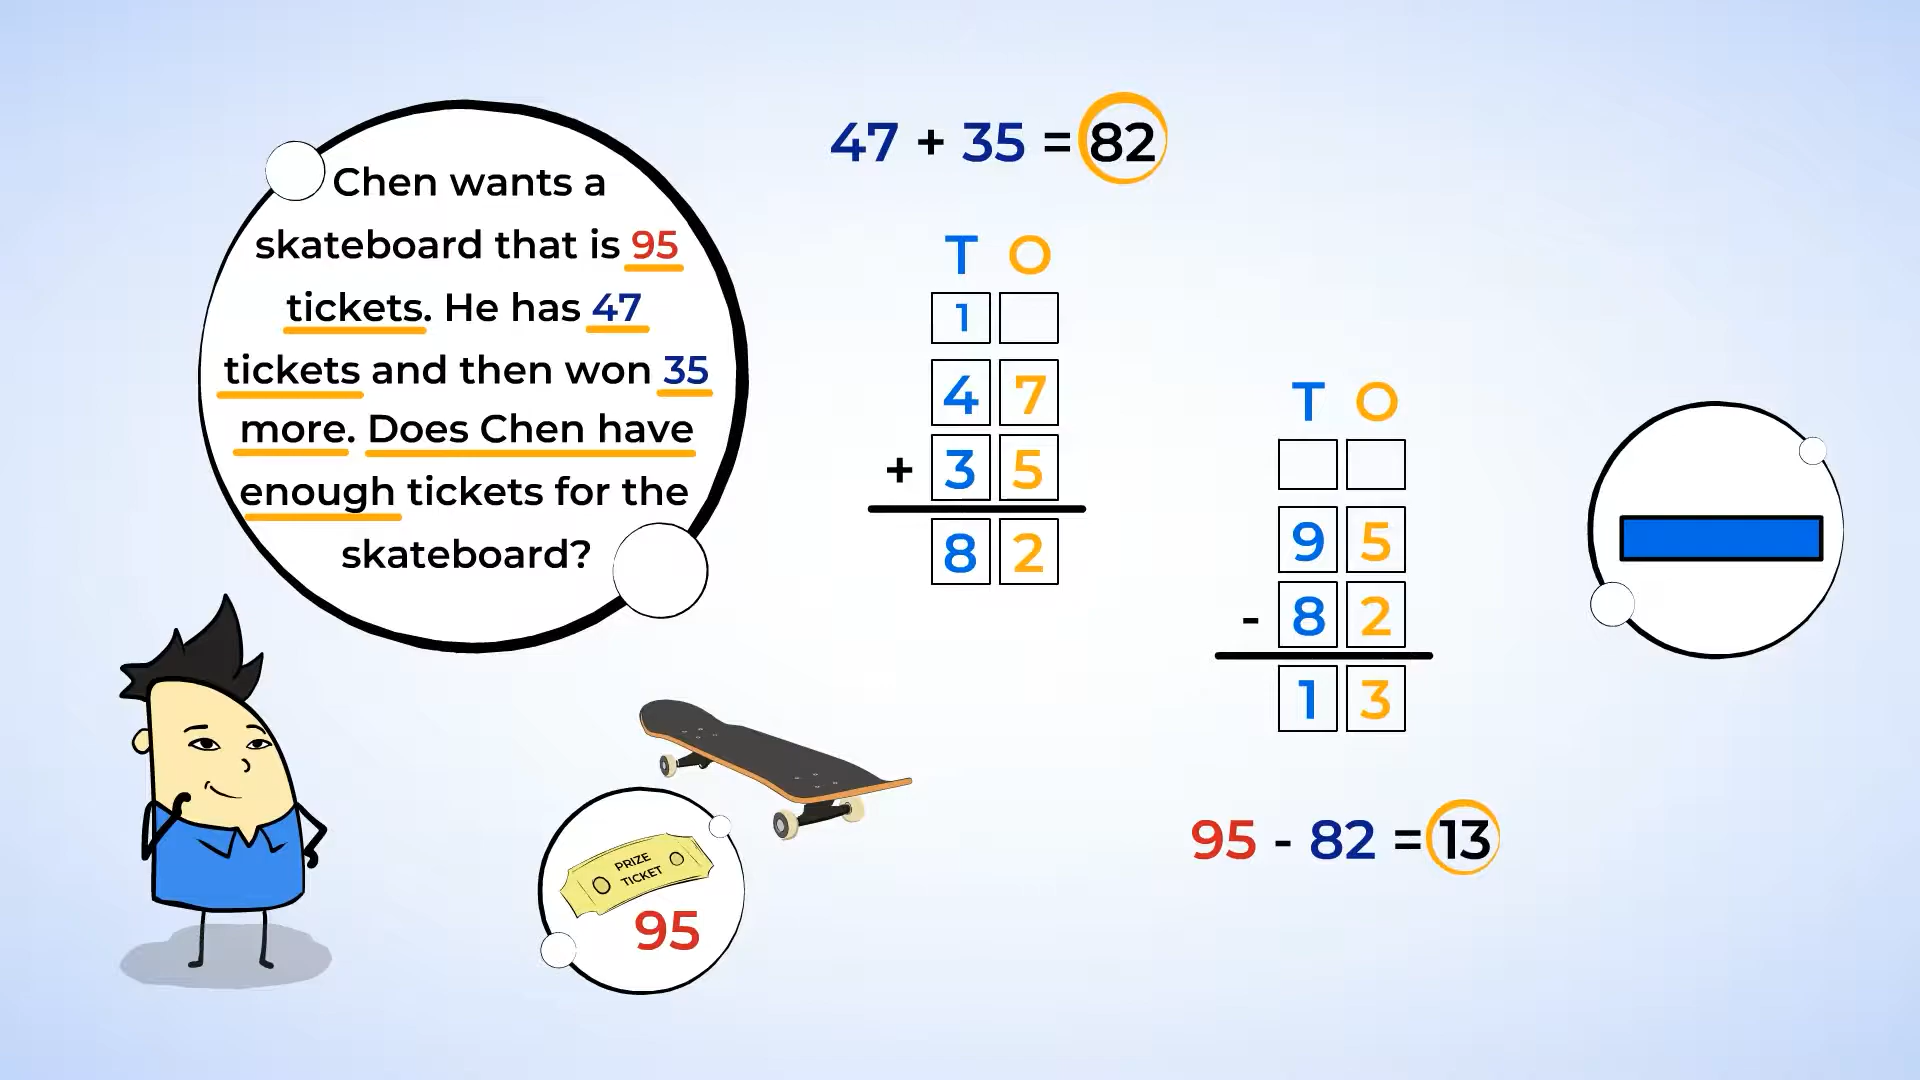 Chen wants a
skateboard that is 95
tickets. He has 47
tickets and then won 35
more. Does Chen have
enough tickets for the
skateboard?
47 + 35 = 82
T O
1
4 7
+ 3 5
8 2
T O
9 5
- 8 2
1 3
95 - 82 = 13
PRIZE
TICKET
95